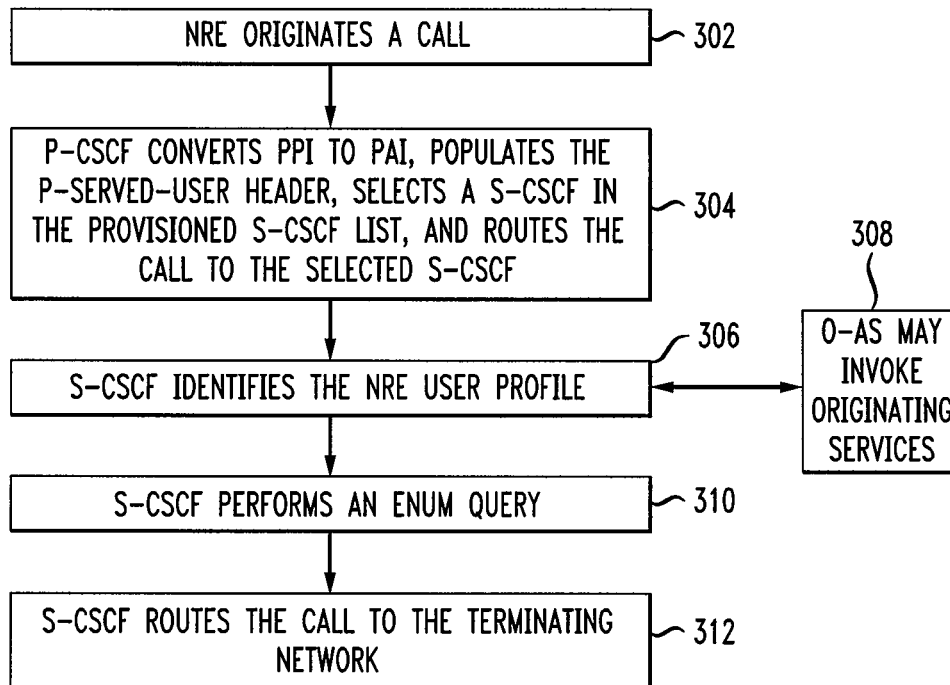 NRE ORIGINATES A CALL
302
P-CSCF CONVERTS PPI TO PAI, POPULATES THE
P-SERVED-USER HEADER, SELECTS A S-CSCF IN
THE PROVISIONED S-CSCF LIST, AND ROUTES THE
CALL TO THE SELECTED S-CSCF
304
308
O-AS MAY
INVOKE
ORIGINATING
SERVICES
306
S-CSCF IDENTIFIES THE NRE USER PROFILE
S-CSCF PERFORMS AN ENUM QUERY
310
S-CSCF ROUTES THE CALL TO THE TERMINATING
NETWORK
312